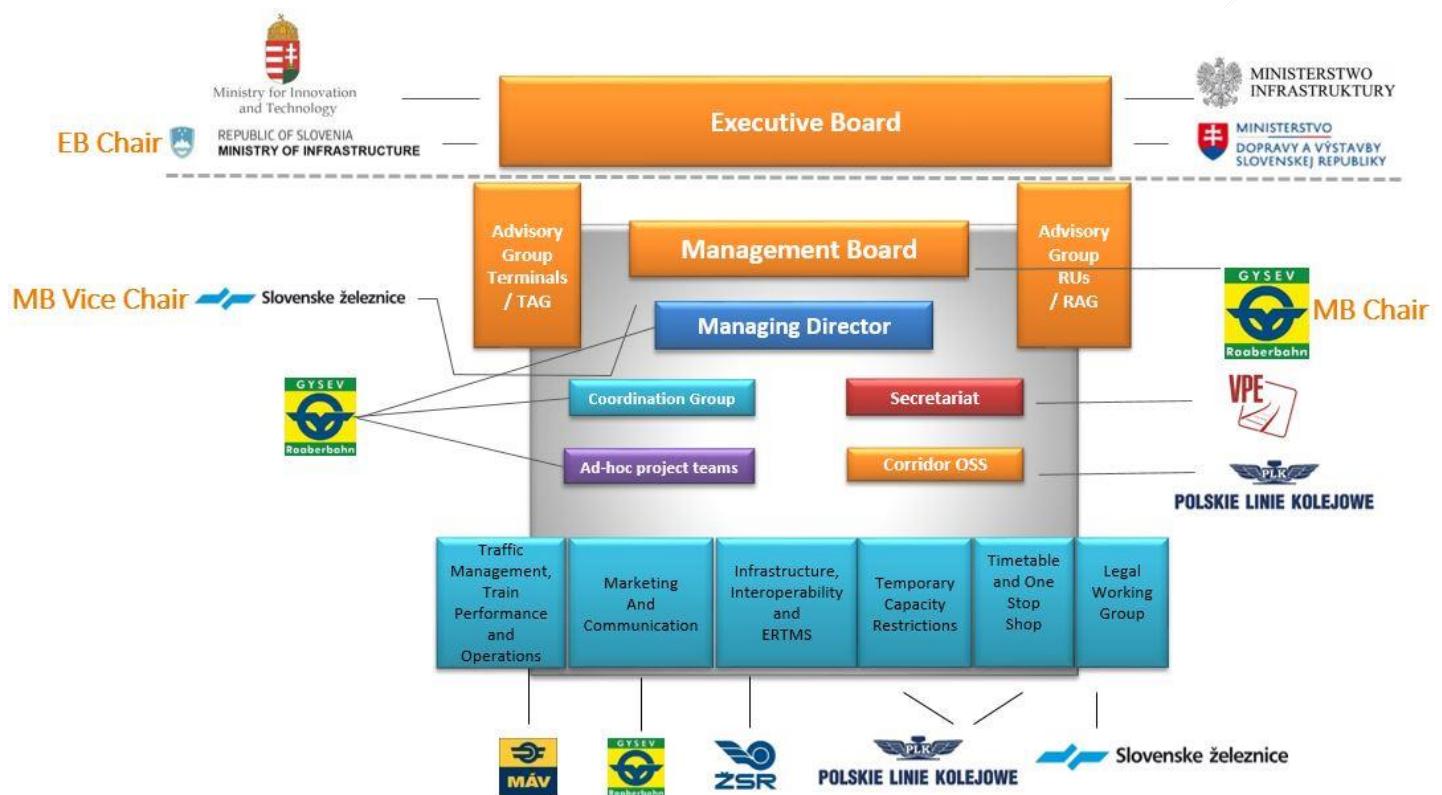 Ministry for Innovation
and Technology
EB Chair
REPUBLIC OF SLOVENIA
MINISTRY OF INFRASTRUCTURE
Executive Board
MINISTERSTWO
INFRASTRUKTURY
MINISTERSTVO
DOPRAVY A VÝSTAVBY
SLOVENSKEJ REPUBLIKY
Advisory
Group
Terminals
/ TAG
Management Board
Advisory
Group
RUs
/ RAG
MB Vice Chair
Slovenske železnice
Managing Director
GYSEV
Raaberbahn
MB Chair
GYSEV
Raaberbahn
Coordination Group
Secretariat
VPE
Ad-hoc project teams
Corridor OSS
PLK
POLSKIE LINIE KOLEJOWE
Traffic
Management,
Train
Performance
and
Operations
Marketing
And
Communication
Infrastructure,
Interoperability
and
ERTMS
Temporary
Capacity
Restrictions
Timetable
and One
Stop
Shop
Legal
Working
Group
MÁV
GYSEV
Raaberbahn
ŽSR
PLK
POLSKIE LINIE KOLEJOWE
Slovenske železnice